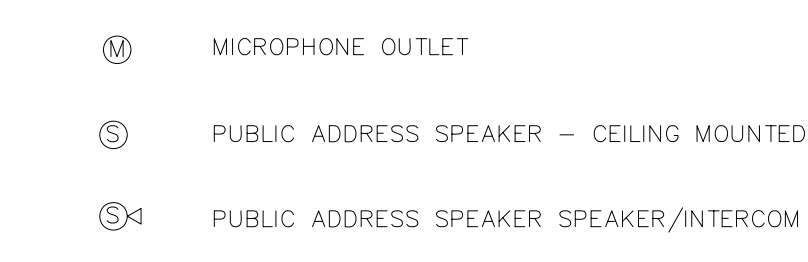 M MICROPHONE OUTLET
S PUBLIC ADDRESS SPEAKER – CEILING MOUNTED
S PUBLIC ADDRESS SPEAKER SPEAKER/INTERCOM